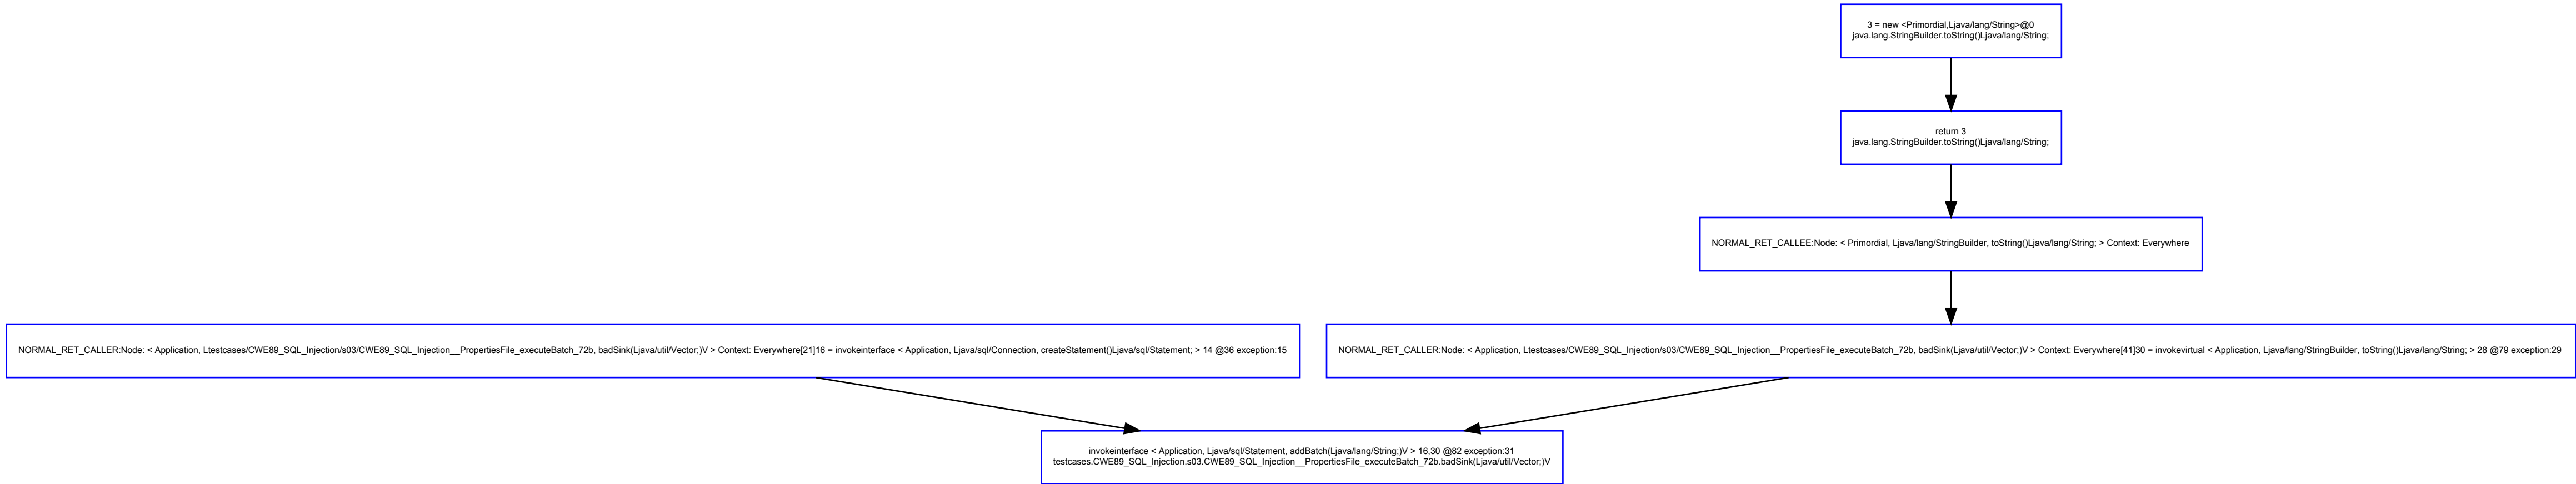 3 = new <Primordial,Ljava/lang/String>@0
java.lang.StringBuilder.toString()Ljava/lang/String;
return 3
java.lang.StringBuilder.toString()Ljava/lang/String;
NORMAL_RET_CALLEE:Node: < Primordial, Ljava/lang/StringBuilder, toString()Ljava/lang/String; > Context: Everywhere
NORMAL_RET_CALLER:Node: < Application, Ltestcases/CWE89_SQL_Injection/s03/CWE89_SQL_Injection__PropertiesFile_executeBatch_72b, badSink(Ljava/util/Vector;)V > Context: Everywhere[21]16 = invokeinterface < Application, Ljava/sql/Connection, createStatement()Ljava/sql/Statement; > 14 @36 exception:15
NORMAL_RET_CALLER:Node: < Application, Ltestcases/CWE89_SQL_Injection/s03/CWE89_SQL_Injection__PropertiesFile_executeBatch_72b, badSink(Ljava/util/Vector;)V > Context: Everywhere[41]30 = invokevirtual < Application, Ljava/lang/StringBuilder, toString()Ljava/lang/String; > 28 @79 exception:29
invokeinterface < Application, Ljava/sql/Statement, addBatch(Ljava/lang/String;)V > 16,30 @82 exception:31
testcases.CWE89_SQL_Injection.s03.CWE89_SQL_Injection__PropertiesFile_executeBatch_72b.badSink(Ljava/util/Vector;)V